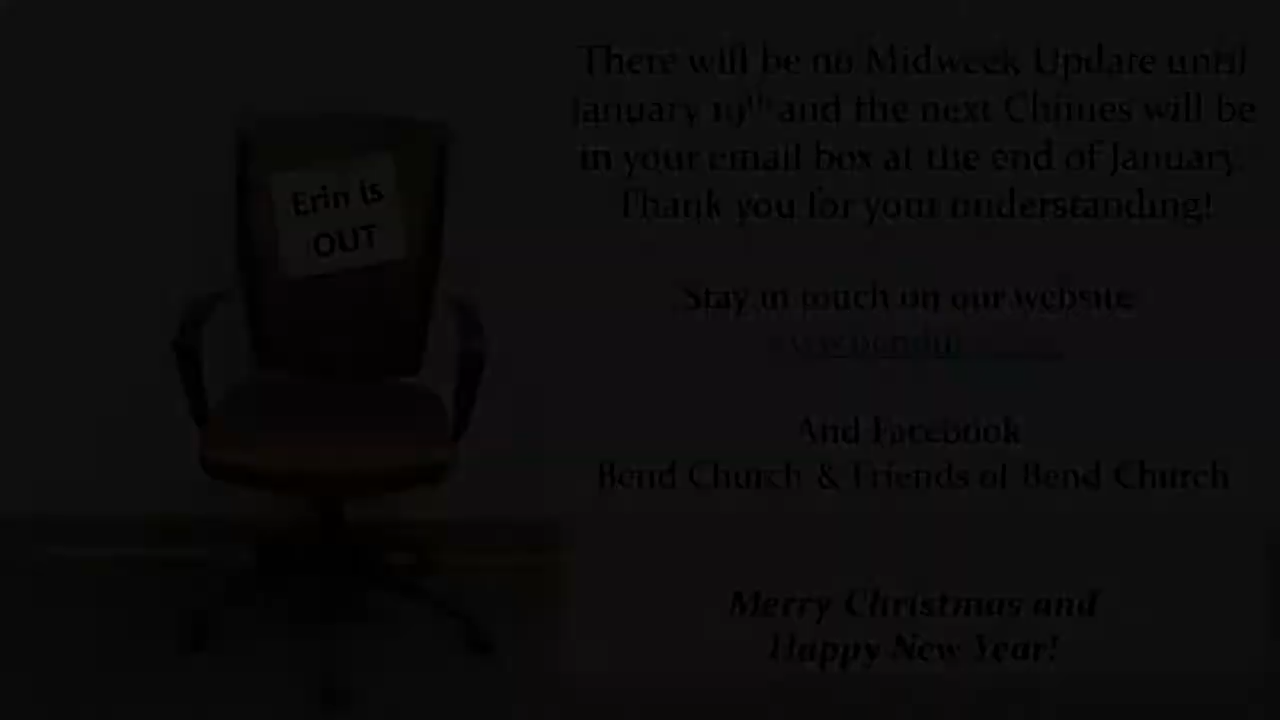 Erin is
OUT
There will be no Midweek Update until
January 19th and the next Chimes will be
in your email box at the end of January.
Thank you for your understanding!
Stay in touch on our website
And Facebook
Bend Church & Friends of Bend Church
Merry Christmas and
Happy New Year!